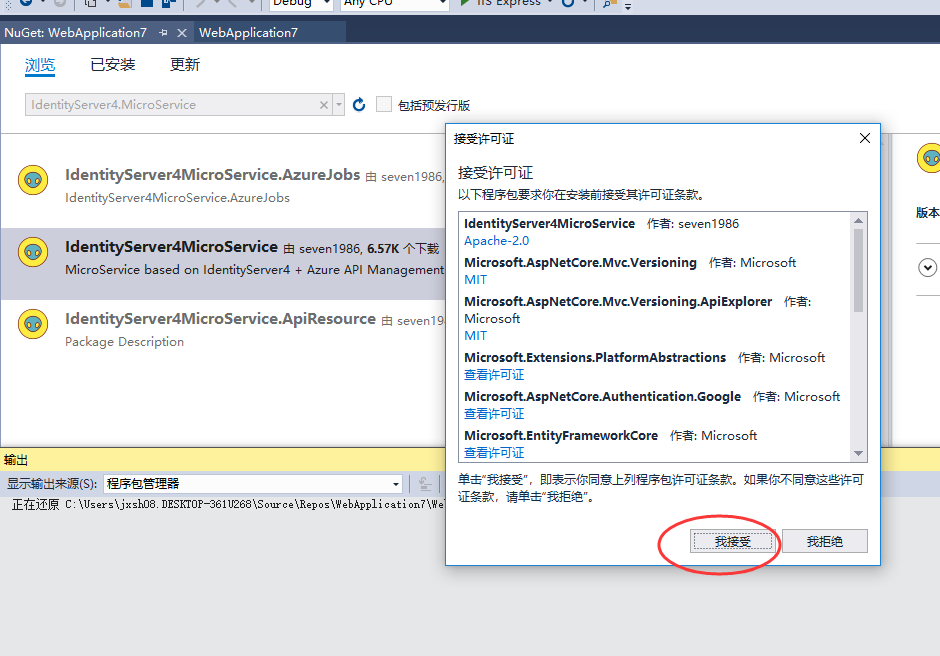 Debug Any CPU IIS Express
NuGet: WebApplication7 WebApplication7
浏览 已安装 更新
IdentityServer4.MicroService 包括预发行版
IdentityServer4MicroService.AzureJobs 由 seven1986,
IdentityServer4MicroService.AzureJobs
IdentityServer4MicroService 由 seven1986, 6.57K 个下载
MicroService based on IdentityServer4 + Azure API Management
IdentityServer4MicroService.ApiResource 由 seven19
Package Description
版本
接受许可证
接受许可证
以下程序包要求你在安装前接受其许可证条款。
IdentityServer4MicroService 作者: seven1986
Apache-2.0
Microsoft.AspNetCore.Mvc.Versioning 作者: Microsoft
MIT
Microsoft.AspNetCore.Mvc.Versioning.ApiExplorer 作者:
Microsoft
MIT
Microsoft.Extensions.PlatformAbstractions 作者: Microsoft
查看许可证
Microsoft.AspNetCore.Authentication.Google 作者: Microsoft
查看许可证
Microsoft.EntityFrameworkCore 作者: Microsoft
查看许可证
单击“我接受”，即表示你同意上列程序包许可证条款。如果你不同意这些许可
证条款，请单击“我拒绝”。
我接受 我拒绝
输出
显示输出来源(S): 程序包管理器
正在还原 C:\Users\jxsh08.DESKTOP-361U268\Source\Repos\WebApplication7\We